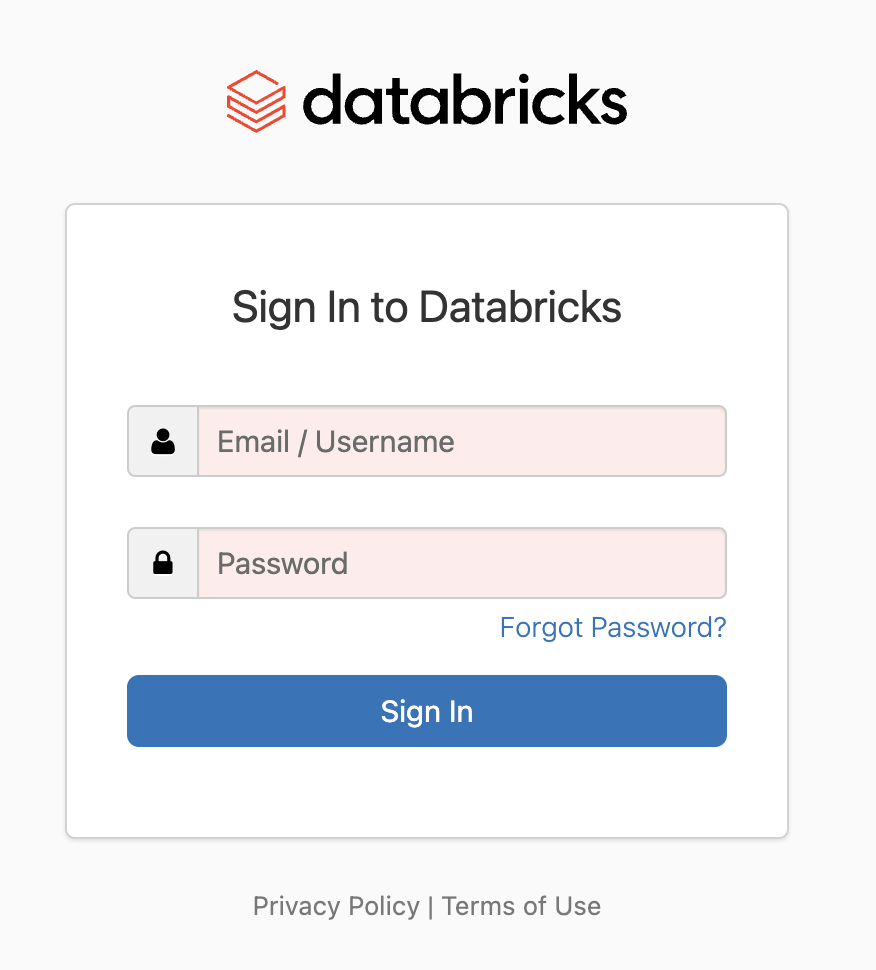 databricks
Sign In to Databricks
Email / Username
Password
Forgot Password?
Sign In
Privacy Policy | Terms of Use